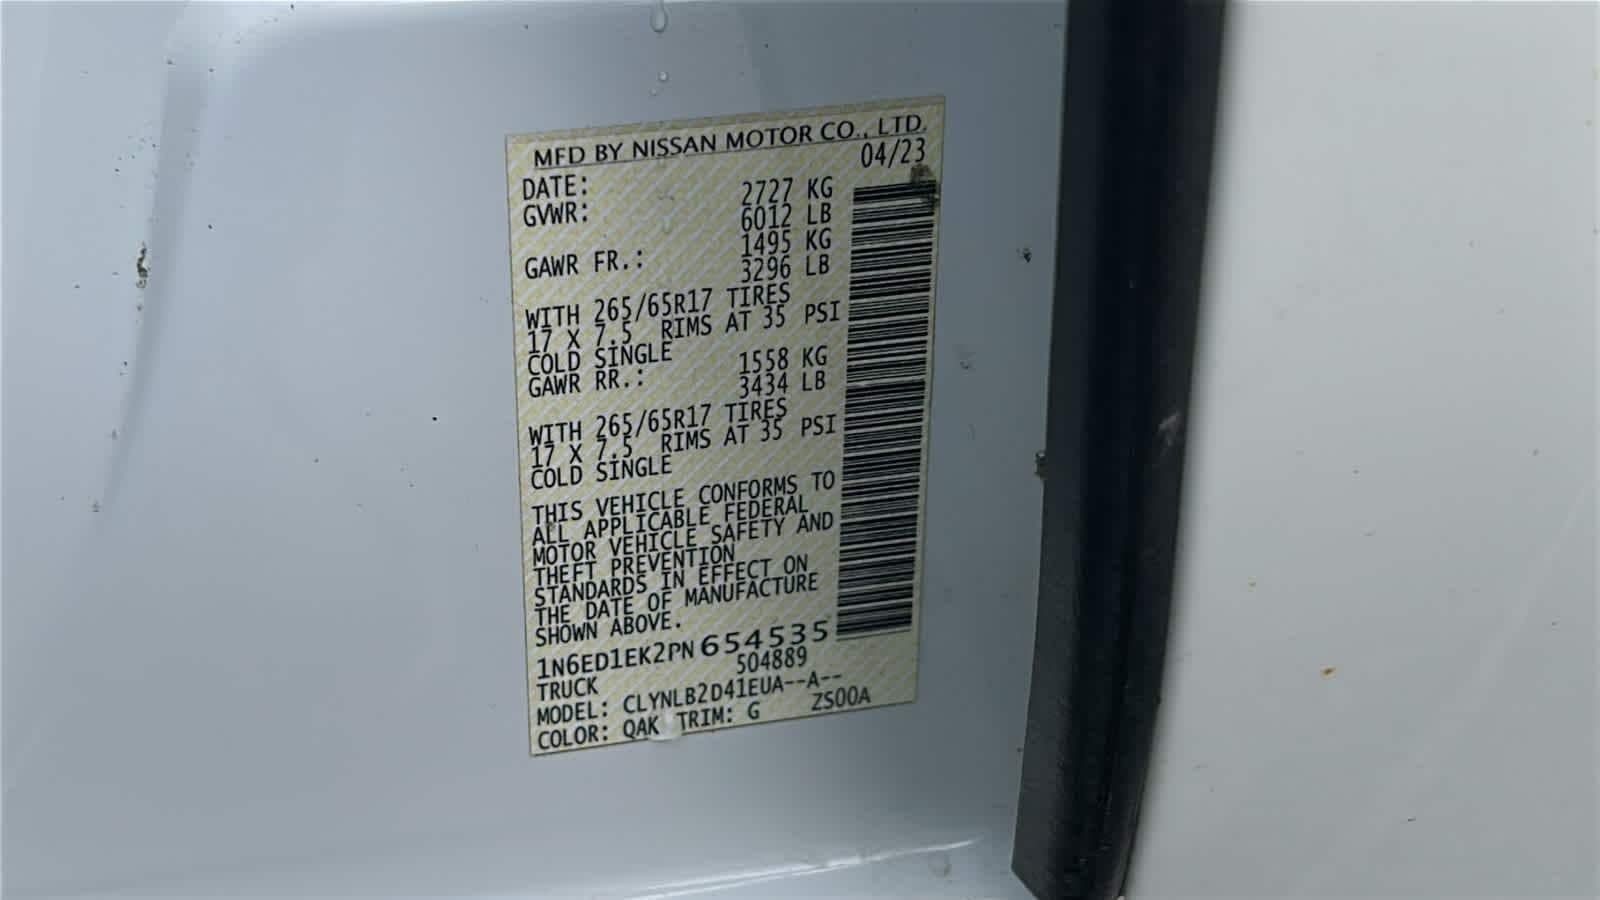 MFD BY NISSAN MOTOR CO., LTD.
DATE: 04/23
GVWR: 2727 KG
6012 LB
GAWR FR.: 1495 KG
3296 LB
WITH 265/65R17 TIRES
17 X 7.5 RIMS AT 35 PSI
COLD SINGLE
GAWR RR.: 1558 KG
3434 LB
WITH 265/65R17 TIRES
17 X 7.5 RIMS AT 35 PSI
COLD SINGLE
THIS VEHICLE CONFORMS TO
ALL APPLICABLE FEDERAL
MOTOR VEHICLE SAFETY AND
THEFT PREVENTION
STANDARDS IN EFFECT ON
THE DATE OF MANUFACTURE
SHOWN ABOVE.
1N6ED1EK2PN654535
TRUCK 504889
MODEL: CLYNLB2D41EUA--A--
COLOR: QAK TRIM: G ZS00A